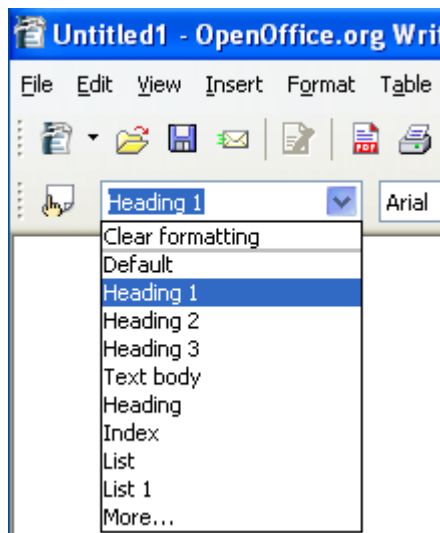 Untitled1 - OpenOffice.org Writ
File Edit View Insert Format Table
PDF
Heading 1 Arial
Clear formatting
Default
Heading 1
Heading 2
Heading 3
Text body
Heading
Index
List
List 1
More...